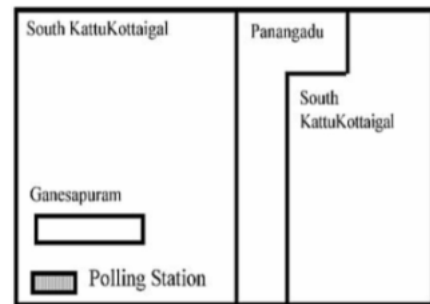 South KattuKottaigal
Panangadu
South
KattuKottaigal
Ganesapuram
Polling Station